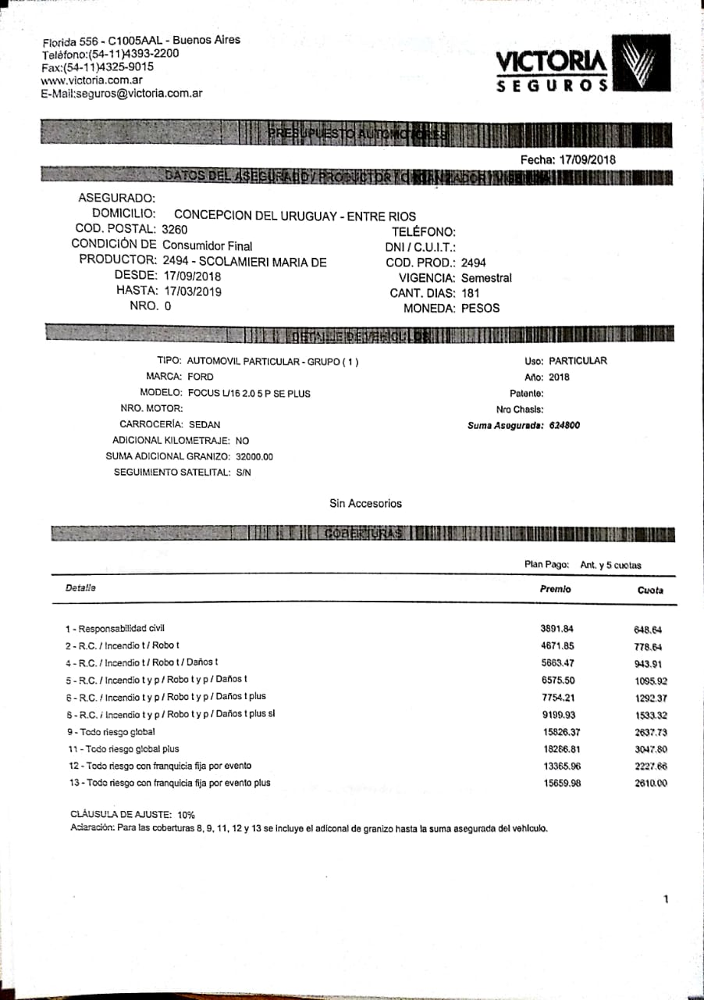 Florida 556 - C1005AAL - Buenos Aires
Teléfono:(54-11)4393-2200
Fax:(54-11)4325-9015
www.victoria.com.ar
E-Mail:seguros@victoria.com.ar
VICTORIA
SEGUROS
PRESUPUESTO AUTOMOTORES
Fecha: 17/09/2018
DATOS DEL ASEGURADO / PRODUCTOR / ORGANIZADOR / VIGENCIA
ASEGURADO:
DOMICILIO: CONCEPCION DEL URUGUAY - ENTRE RIOS
COD. POSTAL: 3260 TELÉFONO:
CONDICIÓN DE Consumidor Final DNI / C.U.I.T.:
PRODUCTOR: 2494 - SCOLAMIERI MARIA DE COD. PROD.: 2494
DESDE: 17/09/2018 VIGENCIA: Semestral
HASTA: 17/03/2019 CANT. DIAS: 181
NRO. 0 MONEDA: PESOS
DETALLE DE VEHICULOS
TIPO: AUTOMOVIL PARTICULAR - GRUPO ( 1 ) Uso: PARTICULAR
MARCA: FORD Año: 2018
MODELO: FOCUS L/16 2.0 5 P SE PLUS Patente:
NRO. MOTOR: Nro Chasis:
CARROCERÍA: SEDAN Suma Asegurada: 624800
ADICIONAL KILOMETRAJE: NO
SUMA ADICIONAL GRANIZO: 32000.00
SEGUIMIENTO SATELITAL: S/N
Sin Accesorios
COBERTURAS
Plan Pago: Ant. y 5 cuotas
Detalle Premio Cuota
1 - Responsabilidad civil 3891.84 648.64
2 - R.C. / Incendio t / Robo t 4671.85 778.64
4 - R.C. / Incendio t / Robo t / Daños t 5663.47 943.91
5 - R.C. / Incendio t y p / Robo t y p / Daños t 6575.50 1095.92
6 - R.C. / Incendio t y p / Robo t y p / Daños t plus 7754.21 1292.37
8 - R.C. / Incendio t y p / Robo t y p / Daños t plus sl 9199.93 1533.32
9 - Todo riesgo global 15826.37 2637.73
11 - Todo riesgo global plus 18286.81 3047.80
12 - Todo riesgo con franquicia fija por evento 13365.96 2227.66
13 - Todo riesgo con franquicia fija por evento plus 15659.98 2610.00
CLÁUSULA DE AJUSTE: 10%
Aclaración: Para las coberturas 8, 9, 11, 12 y 13 se incluye el adiconal de granizo hasta la suma asegurada del vehículo.
1